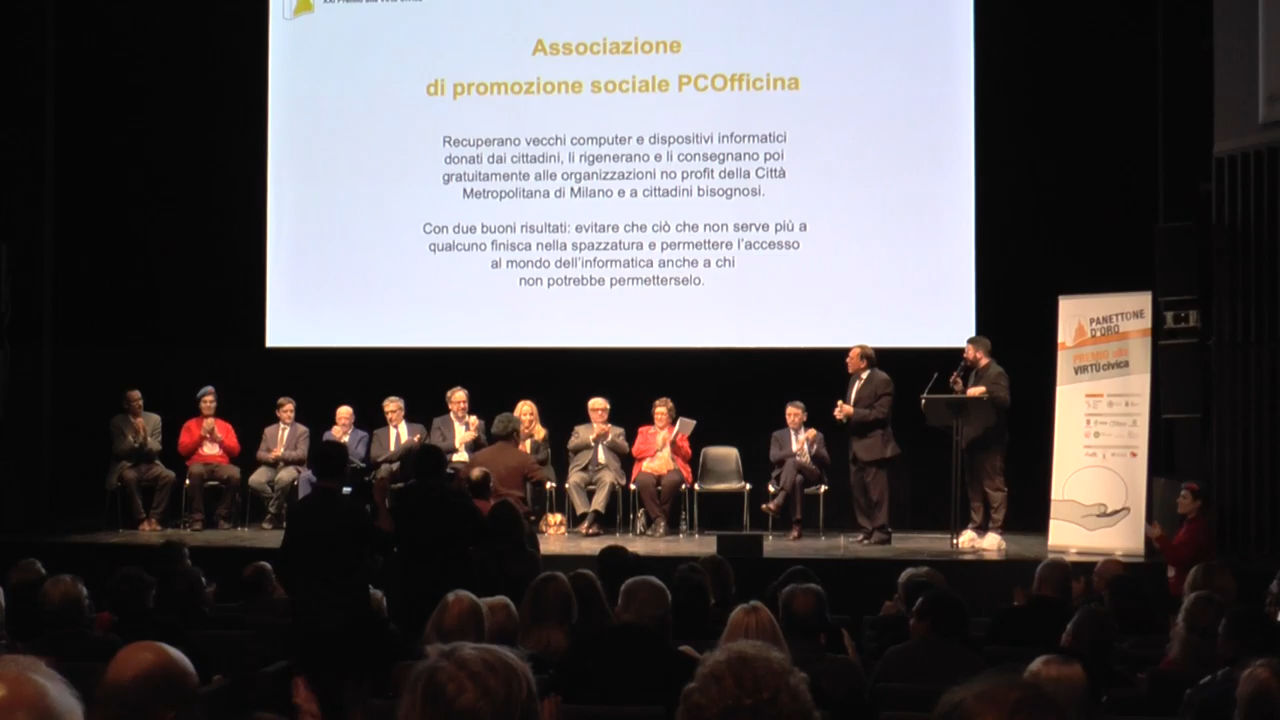 Associazione
di promozione sociale PCOfficina
Recuperano vecchi computer e dispositivi informatici
donati dai cittadini, li rigenerano e li consegnano poi
gratuitamente alle organizzazioni no profit della Città
Metropolitana di Milano e a cittadini bisognosi.
Con due buoni risultati: evitare che ciò che non serve più a
qualcuno finisca nella spazzatura e permettere l'accesso
al mondo dell'informatica anche a chi
non potrebbe permetterselo.
PANETTONE
D'ORO
PREMIO alla
VIRTÙ civica